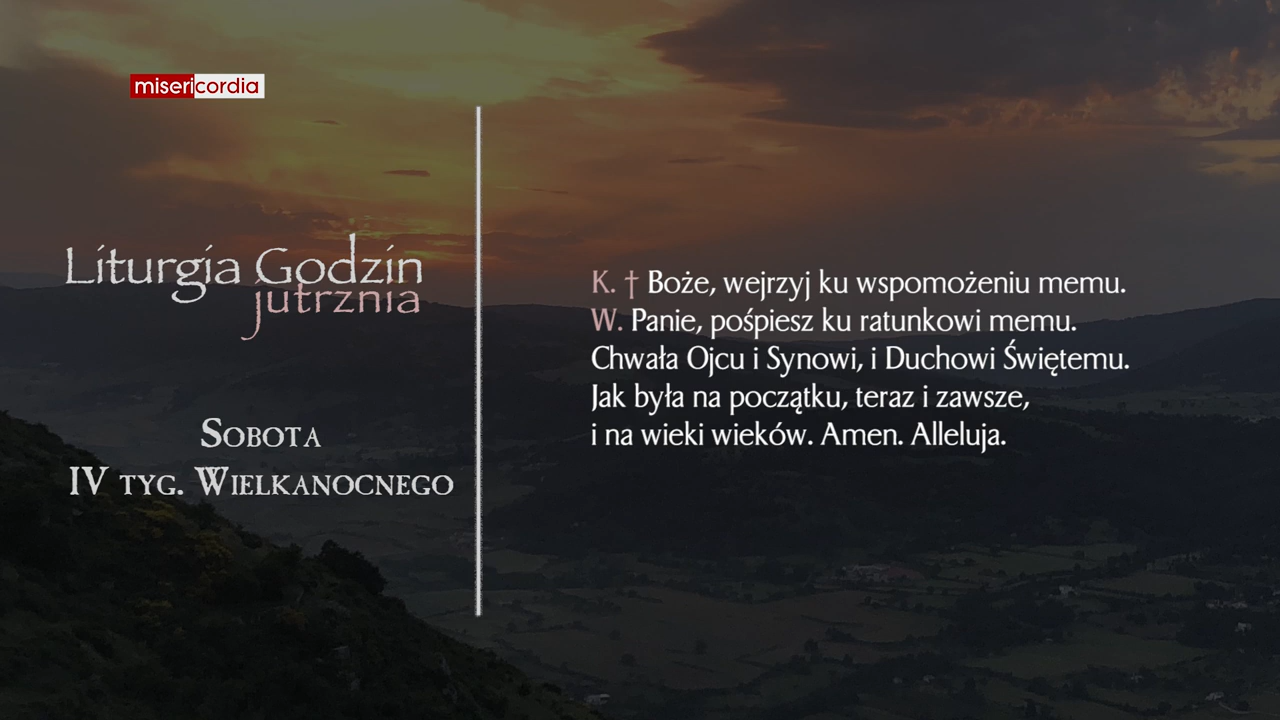 misericordia
Liturgia Godzin
jutrznia
Sobota
IV tyg. Wielkanocnego
K. † Boże, wejrzyj ku wspomożeniu memu.
W. Panie, pośpiesz ku ratunkowi memu.
Chwała Ojcu i Synowi, i Duchowi Świętemu.
Jak była na początku, teraz i zawsze,
i na wieki wieków. Amen. Alleluja.